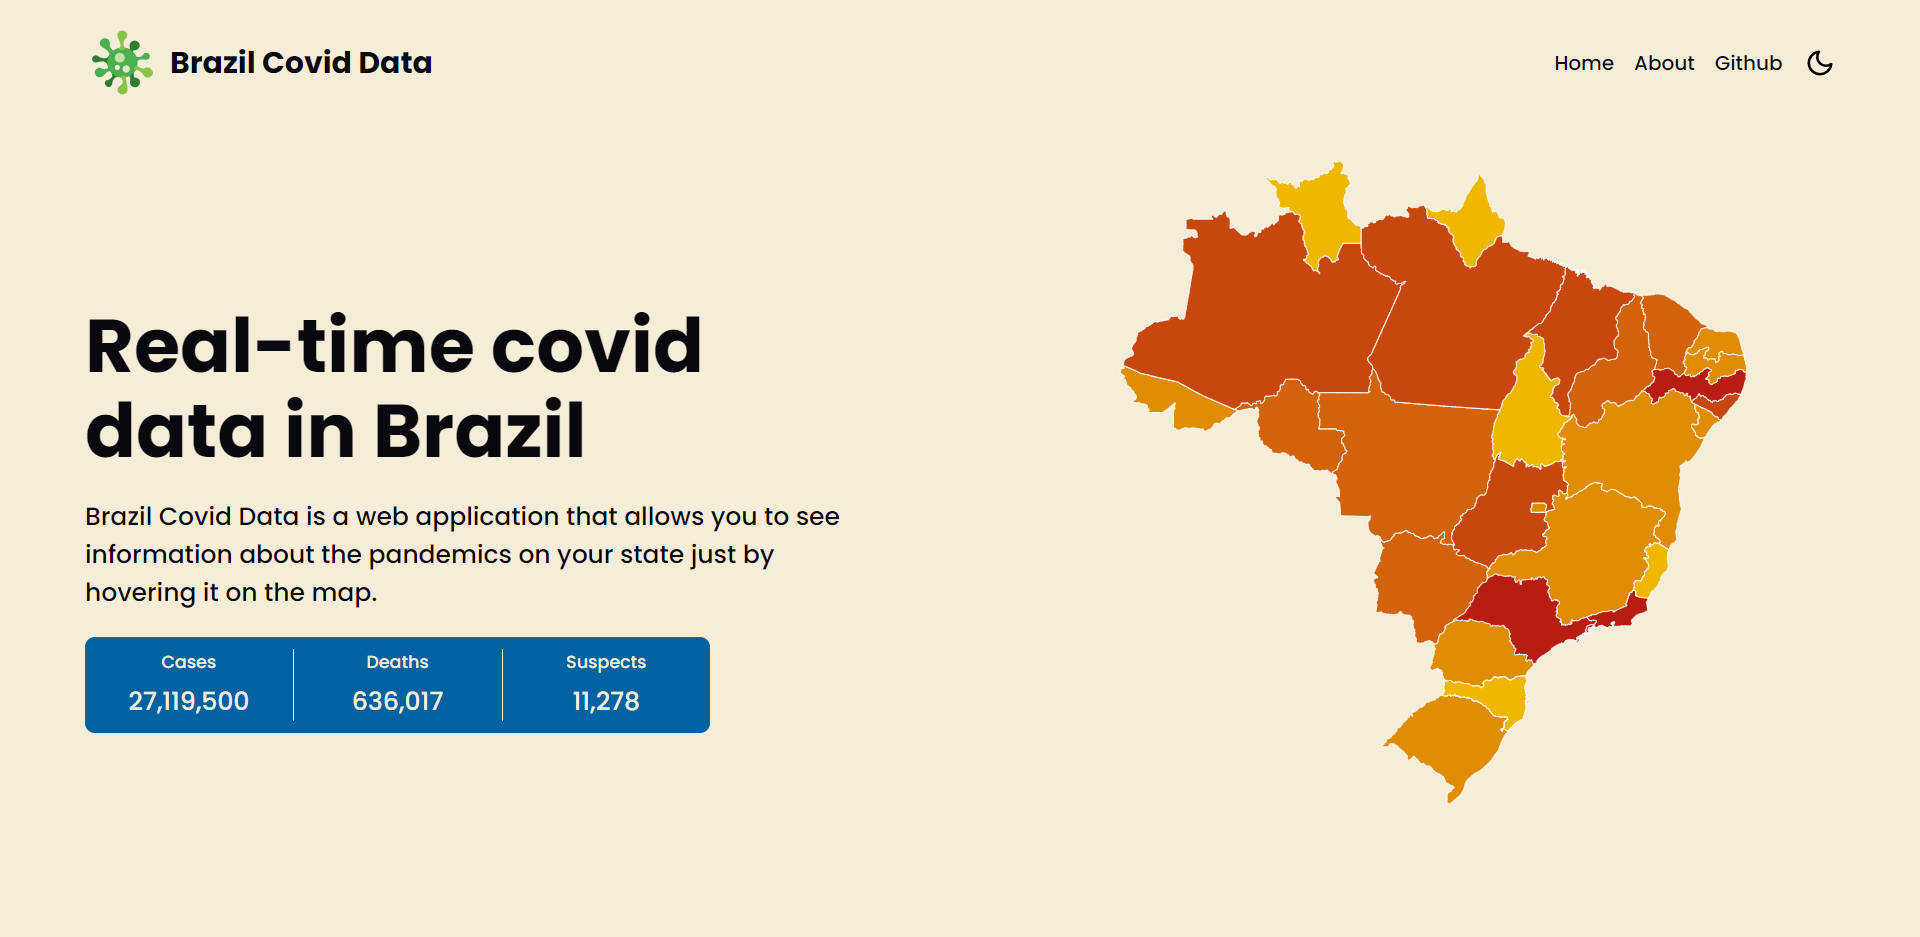 Brazil Covid Data
Home About Github
Real-time covid
data in Brazil
Brazil Covid Data is a web application that allows you to see
information about the pandemics on your state just by
hovering it on the map.
Cases Deaths Suspects
27,119,500 636,017 11,278